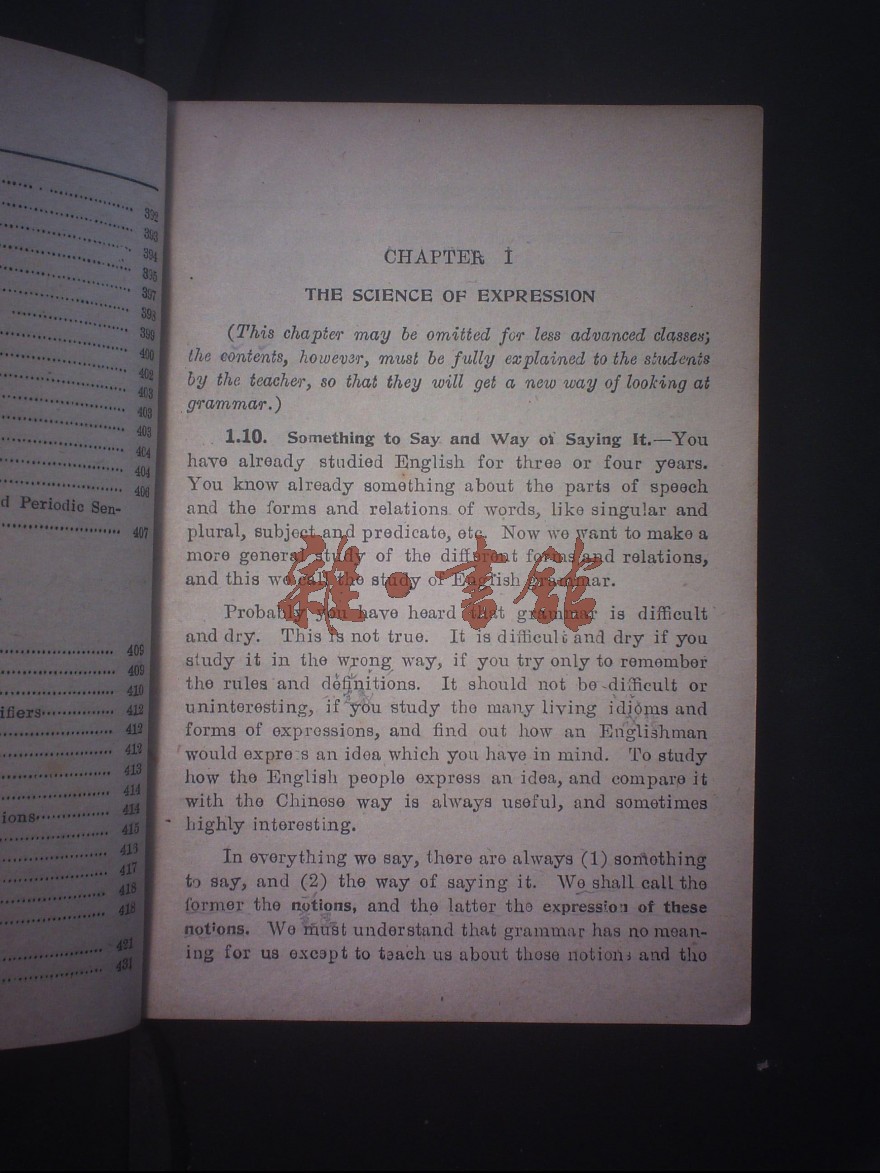 392
393
394
395
397
398
399
400
402
403
403
403
404
404
406
d Periodic Sen-
407
409
409
410
ifiers 412
412
412
413
414
ions 414
415
413
417
418
418
421
431
CHAPTER I
THE SCIENCE OF EXPRESSION
(This chapter may be omitted for less advanced classes;
the contents, however, must be fully explained to the students
by the teacher, so that they will get a new way of looking at
grammar.)
1.10. Something to Say and Way of Saying It.—You
have already studied English for three or four years.
You know already something about the parts of speech
and the forms and relations of words, like singular and
plural, subject and predicate, etc. Now we want to make a
more general study of the different forms and relations,
and this we call the study of English grammar.
雜·書館
Probably you have heard that grammar is difficult
and dry. This is not true. It is difficult and dry if you
study it in the wrong way, if you try only to remember
the rules and definitions. It should not be difficult or
uninteresting, if you study the many living idioms and
forms of expressions, and find out how an Englishman
would express an idea which you have in mind. To study
how the English people express an idea, and compare it
with the Chinese way is always useful, and sometimes
highly interesting.
In everything we say, there are always (1) something
to say, and (2) the way of saying it. We shall call the
former the notions, and the latter the expression of these
notions. We must understand that grammar has no mean-
ing for us except to teach us about those notions and the